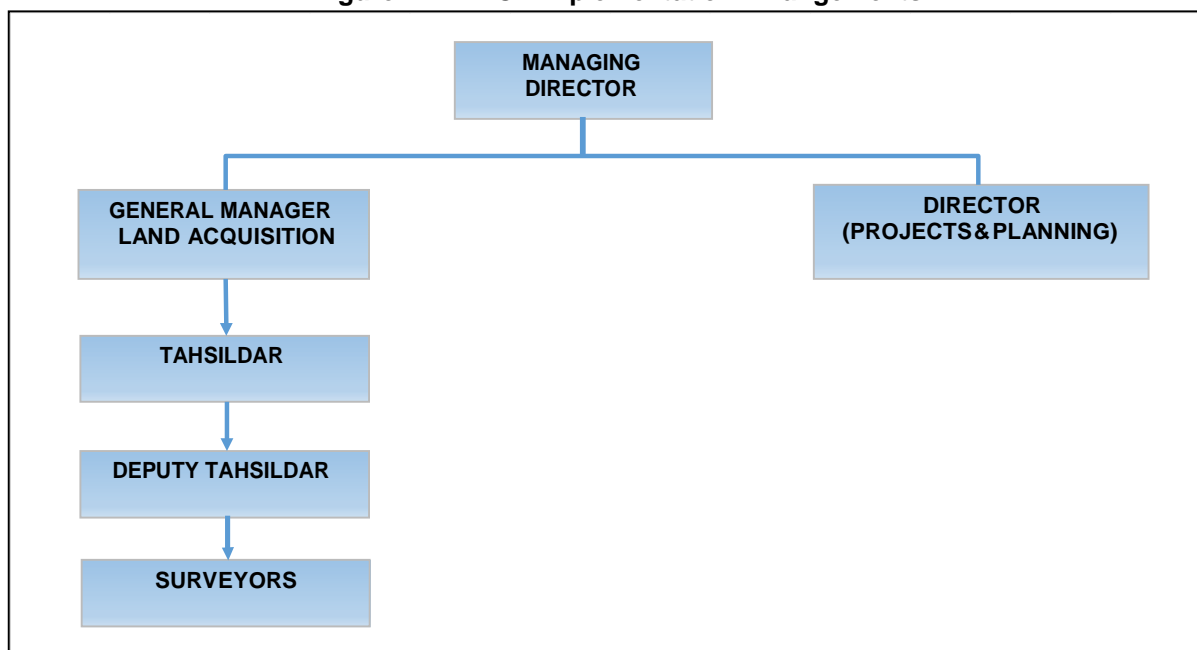 MANAGING
DIRECTOR
GENERAL MANAGER
LAND ACQUISITION
DIRECTOR
(PROJECTS & PLANNING)
TAHSILDAR
DEPUTY TAHSILDAR
SURVEYORS